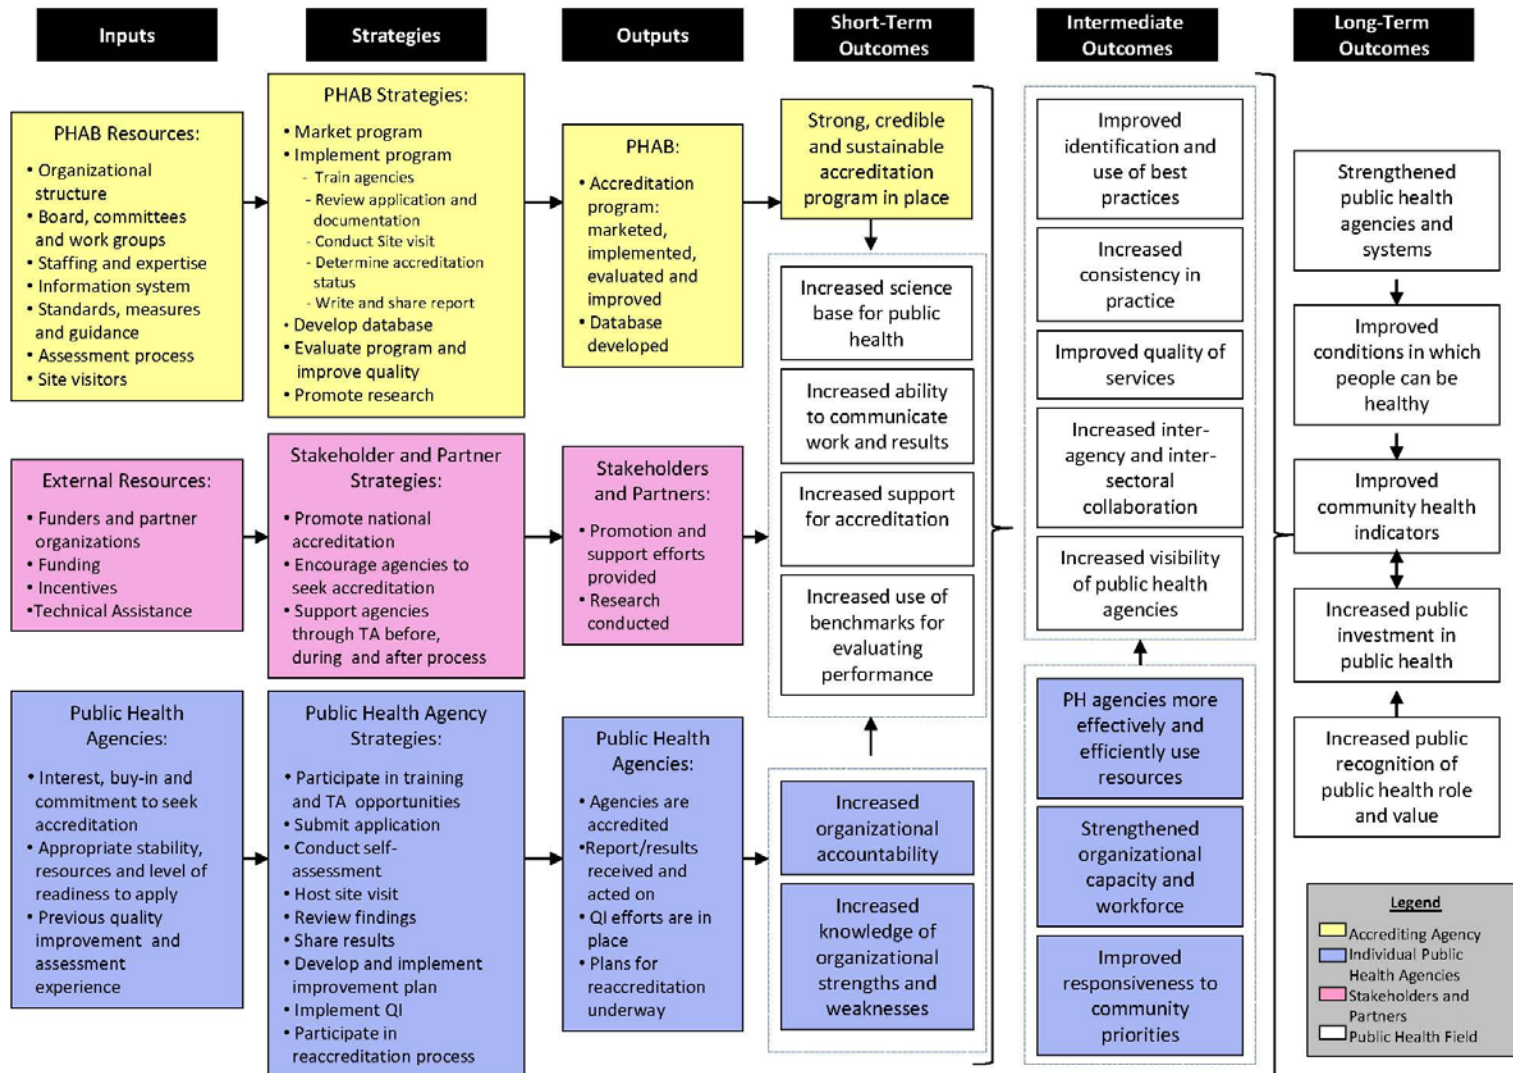 Inputs
Strategies
Outputs
Short-Term
Outcomes
Intermediate
Outcomes
Long-Term
Outcomes
PHAB Resources:
• Organizational
structure
• Board, committees
and work groups
• Staffing and expertise
• Information system
• Standards, measures
and guidance
• Assessment process
• Site visitors
PHAB Strategies:
• Market program
• Implement program
- Train agencies
- Review application and
documentation
- Conduct Site visit
- Determine accreditation
status
- Write and share report
• Develop database
• Evaluate program and
improve quality
• Promote research
PHAB:
• Accreditation
program:
marketed,
implemented,
evaluated and
improved
• Database
developed
Strong, credible
and sustainable
accreditation
program in place
External Resources:
• Funders and partner
organizations
• Funding
• Incentives
•Technical Assistance
Stakeholder and Partner
Strategies:
• Promote national
accreditation
• Encourage agencies to
seek accreditation
• Support agencies
through TA before,
during and after process
Stakeholders
and Partners:
• Promotion and
support efforts
provided
• Research
conducted
Increased science
base for public
health
Increased ability
to communicate
work and results
Increased support
for accreditation
Increased use of
benchmarks for
evaluating
performance
Public Health
Agencies:
• Interest, buy-in and
commitment to seek
accreditation
• Appropriate stability,
resources and level of
readiness to apply
• Previous quality
improvement and
assessment
experience
Public Health Agency
Strategies:
• Participate in training
and TA opportunities
• Submit application
• Conduct self-
assessment
• Host site visit
• Review findings
• Share results
• Develop and implement
improvement plan
• Implement QI
• Participate in
reaccreditation process
Public Health
Agencies:
• Agencies are
accredited
•Report/results
received and
acted on
• QI efforts are in
place
• Plans for
reaccreditation
underway
Increased
organizational
accountability
Increased
knowledge of
organizational
strengths and
weaknesses
Improved
identification and
use of best
practices
Increased
consistency in
practice
Improved quality of
services
Increased inter-
agency and inter-
sectoral
collaboration
Increased visibility
of public health
agencies
PH agencies more
effectively and
efficiently use
resources
Strengthened
organizational
capacity and
workforce
Improved
responsiveness to
community
priorities
Strengthened
public health
agencies and
systems
Improved
conditions in which
people can be
healthy
Improved
community health
indicators
Increased public
investment in
public health
Increased public
recognition of
public health role
and value
Legend
Accrediting Agency
Individual Public
Health Agencies
Stakeholders and
Partners
Public Health Field